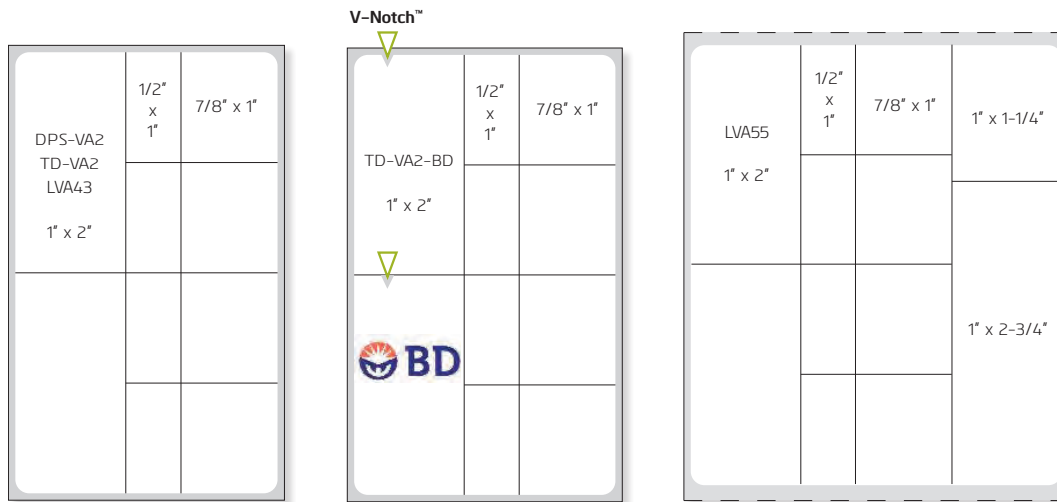 V-Notch™
DPS-VA2
TD-VA2
LVA43
1" x 2"
1/2"
x
1"
7/8" x 1"
TD-VA2-BD
1" x 2"
1/2"
x
1"
7/8" x 1"
BD
LVA55
1" x 2"
1/2"
x
1"
7/8" x 1"
1" x 1-1/4"
1" x 2-3/4"